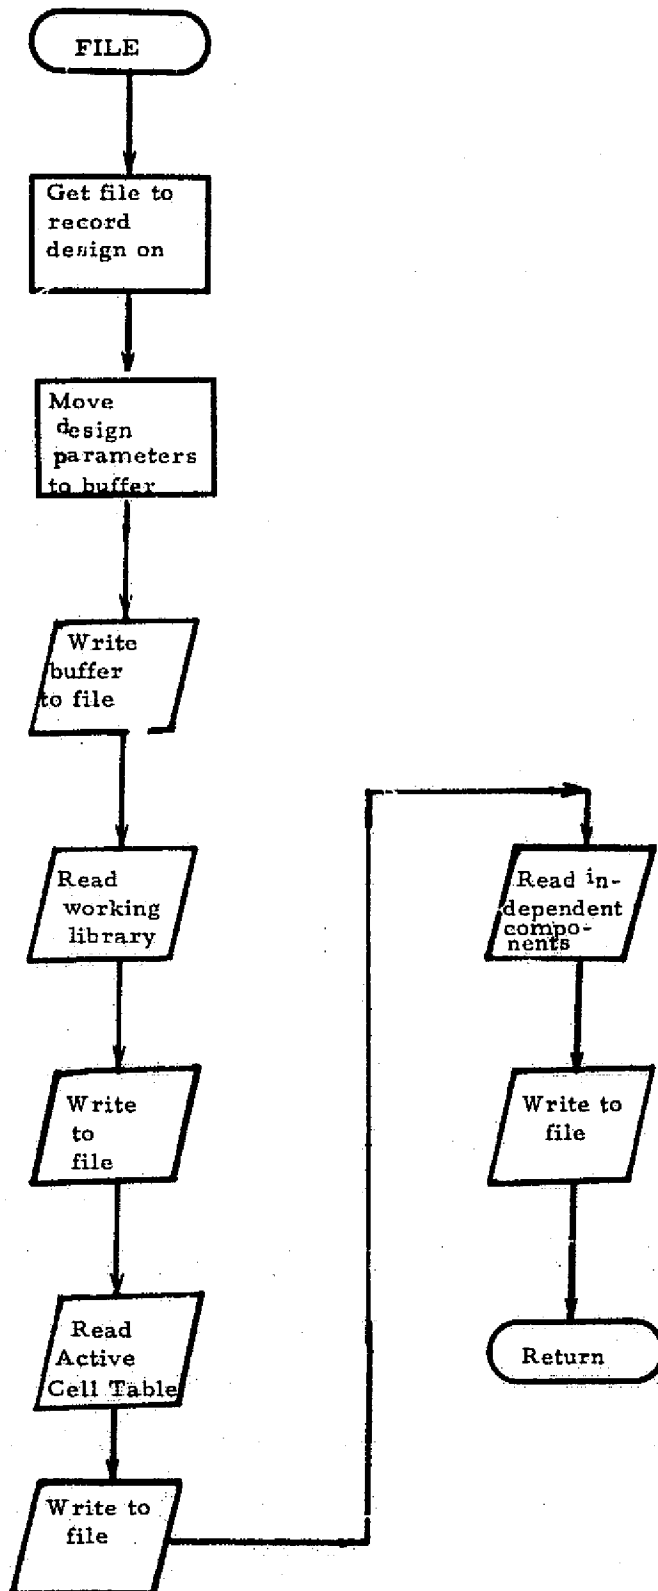 FILE
Get file to
record
design on
Move
design
parameters
to buffer
Write
buffer
to file
Read
working
library
Write
to
file
Read
Active
Cell Table
Write to
file
Read in-
dependent
compo-
nents
Write to
file
Return